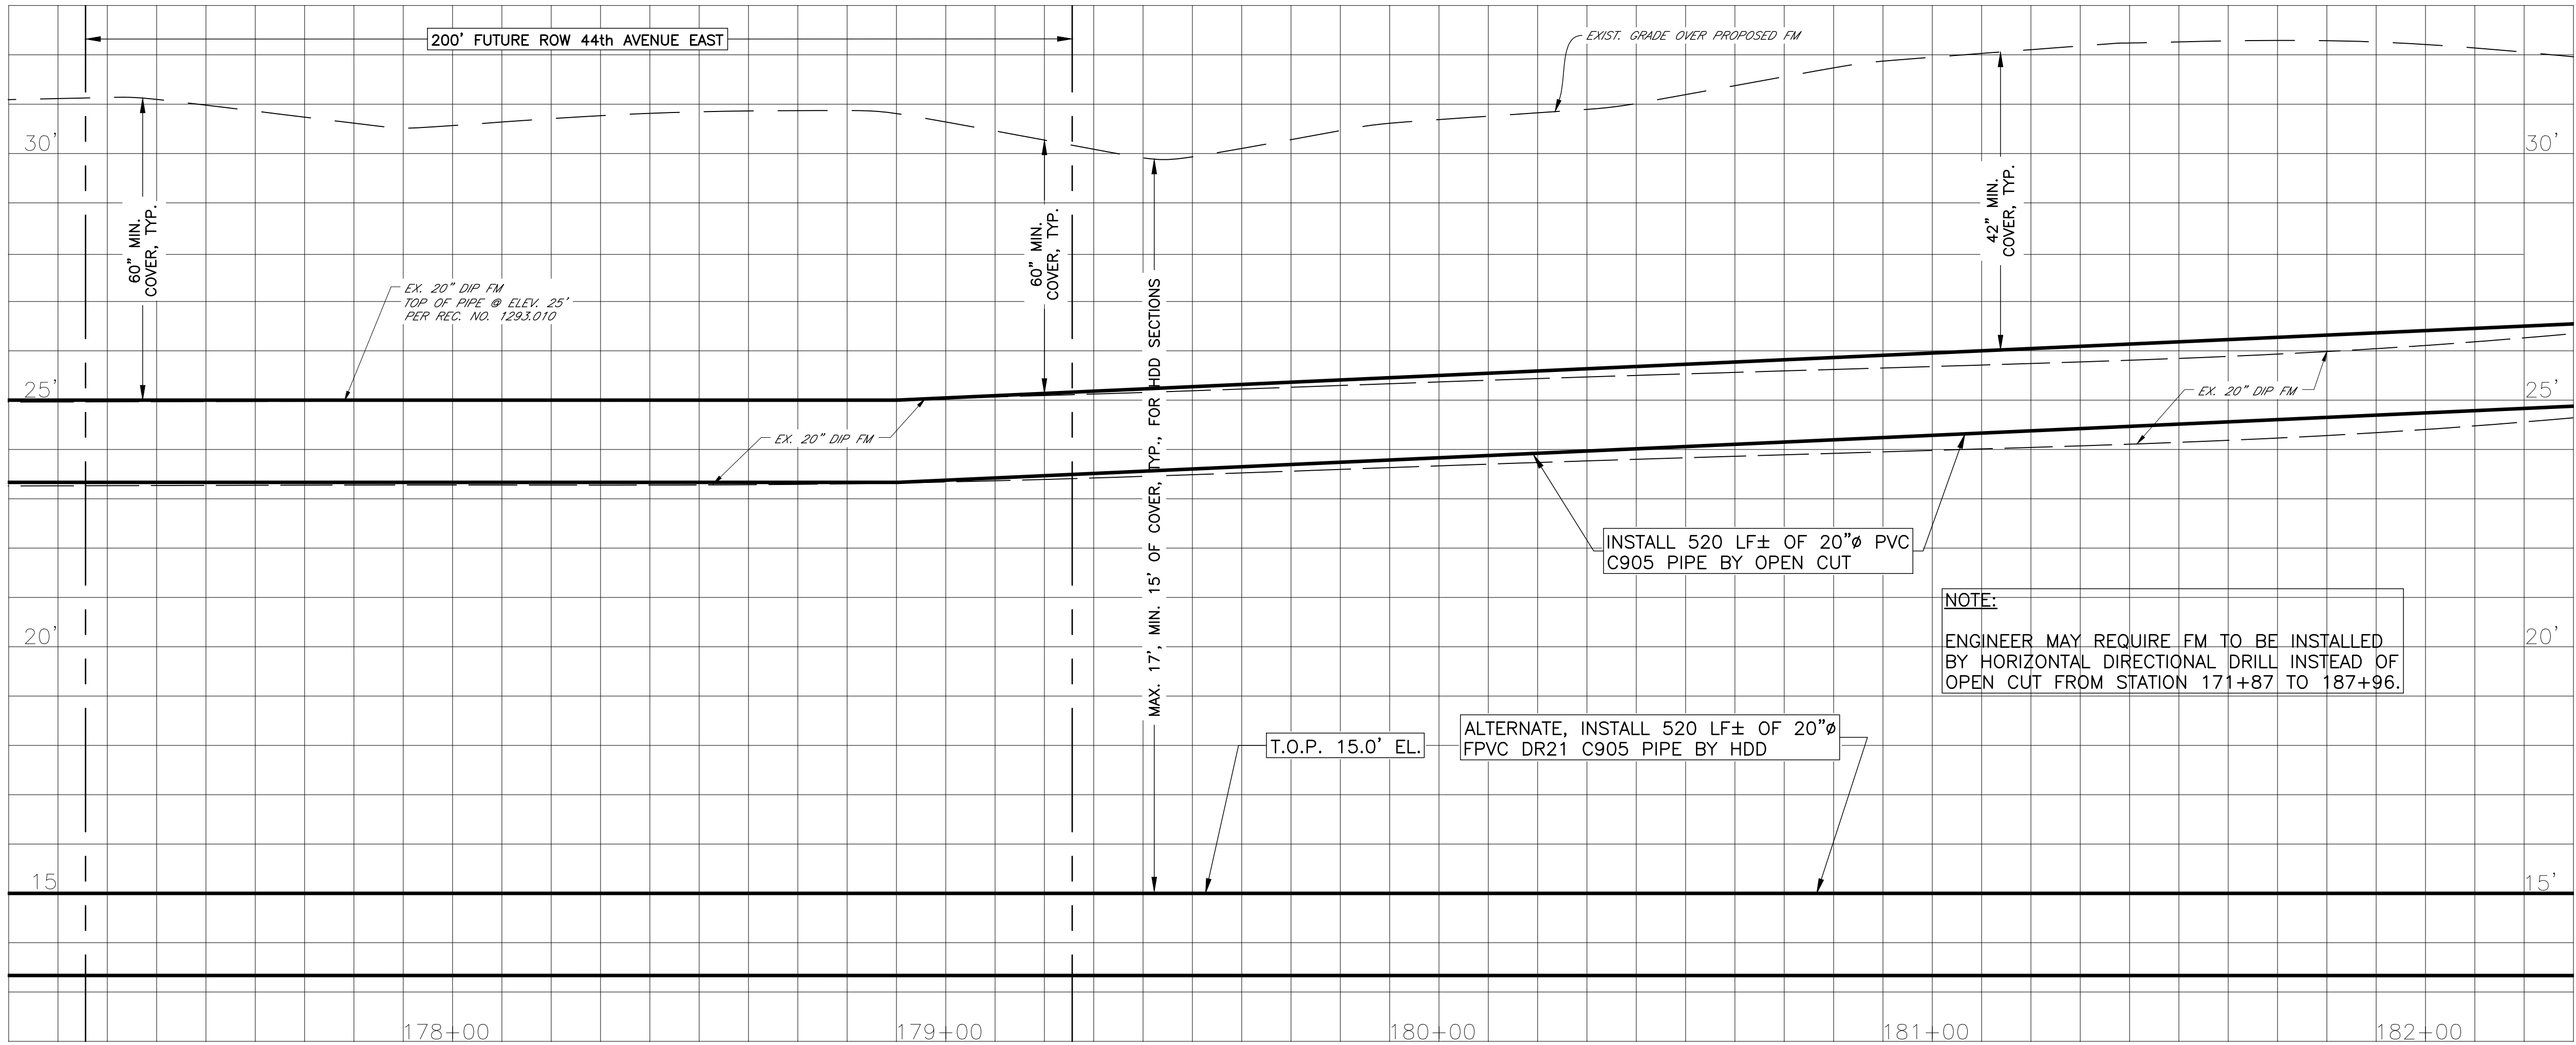 200' FUTURE ROW 44th AVENUE EAST
EXIST. GRADE OVER PROPOSED FM
30'
30'
60" MIN.
COVER, TYP.
60" MIN.
COVER, TYP.
42" MIN.
COVER, TYP.
EX. 20" DIP FM
TOP OF PIPE @ ELEV. 25'
PER REC. NO. 1293.010
MAX. 17', MIN. 15' OF COVER, TYP., FOR HDD SECTIONS
25'
25'
EX. 20" DIP FM
EX. 20" DIP FM
INSTALL 520 LF± OF 20"ø PVC
C905 PIPE BY OPEN CUT
NOTE:
ENGINEER MAY REQUIRE FM TO BE INSTALLED
BY HORIZONTAL DIRECTIONAL DRILL INSTEAD OF
OPEN CUT FROM STATION 171+87 TO 187+96.
20'
20'
T.O.P. 15.0' EL.
ALTERNATE, INSTALL 520 LF± OF 20"ø
FPVC DR21 C905 PIPE BY HDD
15
15'
178+00
179+00
180+00
181+00
182+00